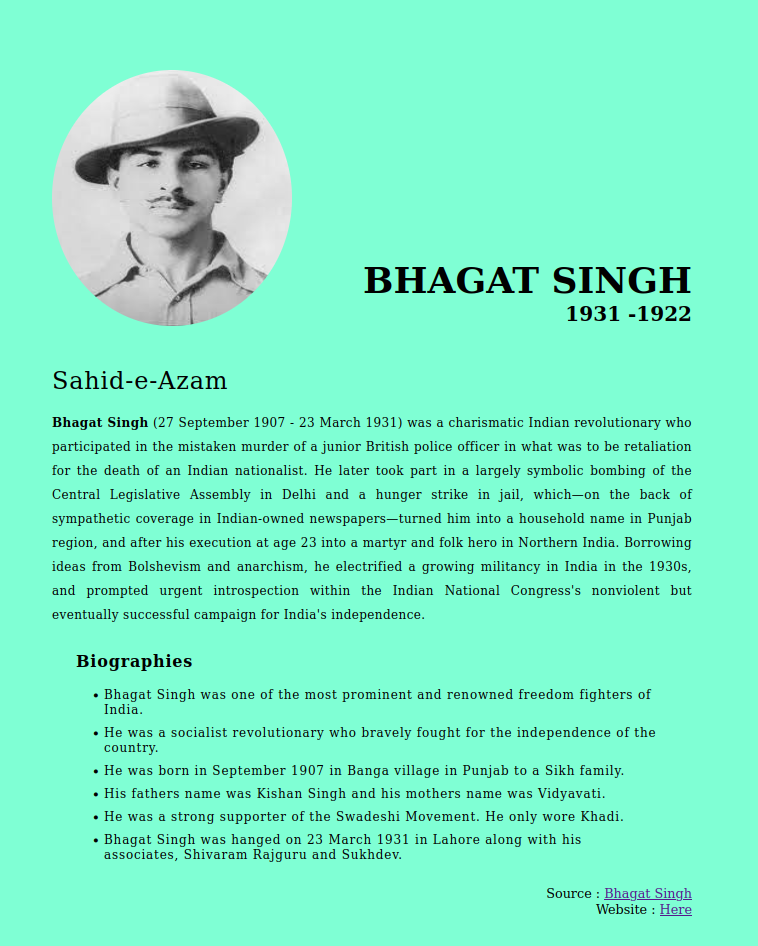 BHAGAT SINGH
1931 -1922
Sahid-e-Azam
Bhagat Singh (27 September 1907 - 23 March 1931) was a charismatic Indian revolutionary who
participated in the mistaken murder of a junior British police officer in what was to be retaliation
for the death of an Indian nationalist. He later took part in a largely symbolic bombing of the
Central Legislative Assembly in Delhi and a hunger strike in jail, which—on the back of
sympathetic coverage in Indian-owned newspapers—turned him into a household name in Punjab
region, and after his execution at age 23 into a martyr and folk hero in Northern India. Borrowing
ideas from Bolshevism and anarchism, he electrified a growing militancy in India in the 1930s,
and prompted urgent introspection within the Indian National Congress's nonviolent but
eventually successful campaign for India's independence.
Biographies
• Bhagat Singh was one of the most prominent and renowned freedom fighters of
India.
• He was a socialist revolutionary who bravely fought for the independence of the
country.
• He was born in September 1907 in Banga village in Punjab to a Sikh family.
• His fathers name was Kishan Singh and his mothers name was Vidyavati.
• He was a strong supporter of the Swadeshi Movement. He only wore Khadi.
• Bhagat Singh was hanged on 23 March 1931 in Lahore along with his
associates, Shivaram Rajguru and Sukhdev.
Source : Bhagat Singh
Website : Here